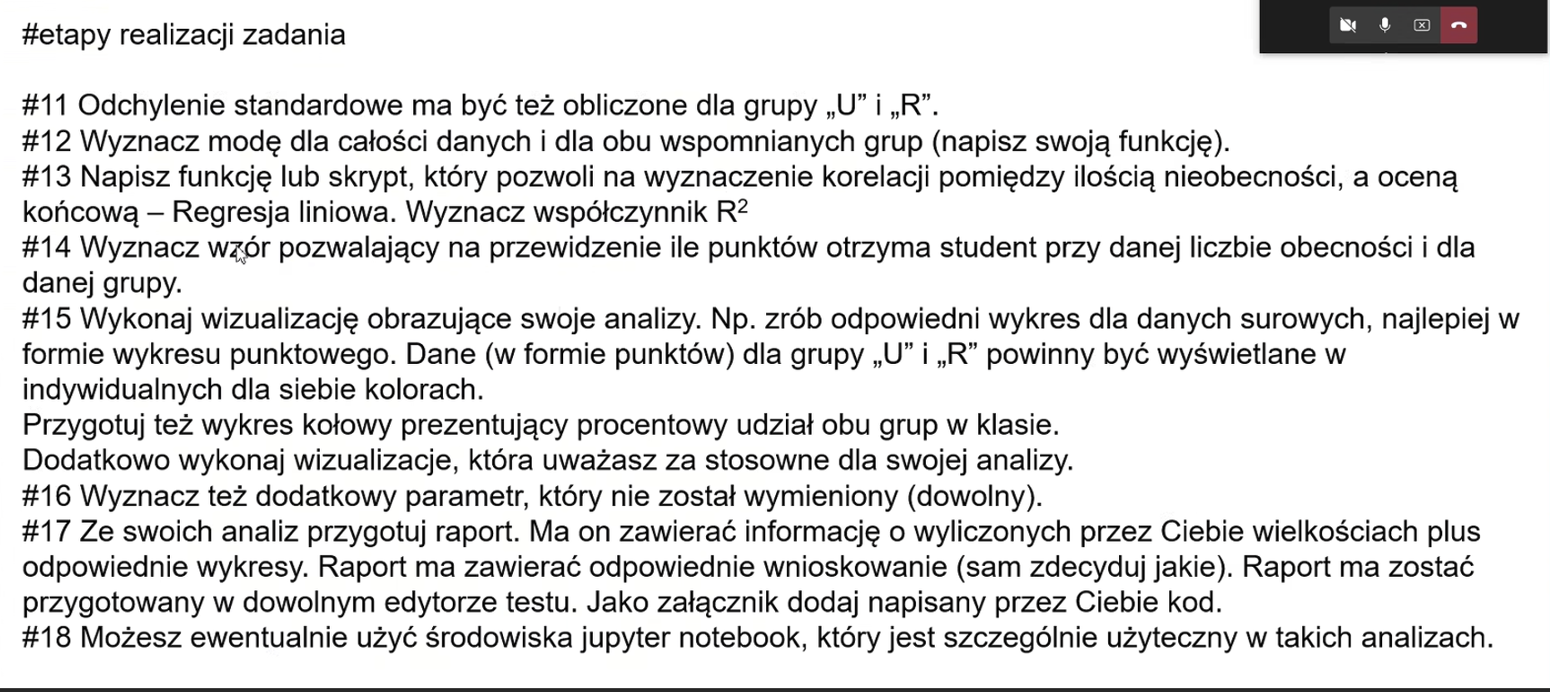 #etapy realizacji zadania
#11 Odchylenie standardowe ma być też obliczone dla grupy „U” i „R”.
#12 Wyznacz modę dla całości danych i dla obu wspomnianych grup (napisz swoją funkcję).
#13 Napisz funkcję lub skrypt, który pozwoli na wyznaczenie korelacji pomiędzy ilością nieobecności, a oceną
końcową – Regresja liniowa. Wyznacz współczynnik R²
#14 Wyznacz wzór pozwalający na przewidzenie ile punktów otrzyma student przy danej liczbie obecności i dla
danej grupy.
#15 Wykonaj wizualizację obrazujące swoje analizy. Np. zrób odpowiedni wykres dla danych surowych, najlepiej w
formie wykresu punktowego. Dane (w formie punktów) dla grupy „U” i „R” powinny być wyświetlane w
indywidualnych dla siebie kolorach.
Przygotuj też wykres kołowy prezentujący procentowy udział obu grup w klasie.
Dodatkowo wykonaj wizualizacje, która uważasz za stosowne dla swojej analizy.
#16 Wyznacz też dodatkowy parametr, który nie został wymieniony (dowolny).
#17 Ze swoich analiz przygotuj raport. Ma on zawierać informację o wyliczonych przez Ciebie wielkościach plus
odpowiednie wykresy. Raport ma zawierać odpowiednie wnioskowanie (sam zdecyduj jakie). Raport ma zostać
przygotowany w dowolnym edytorze testu. Jako załącznik dodaj napisany przez Ciebie kod.
#18 Możesz ewentualnie użyć środowiska jupyter notebook, który jest szczególnie użyteczny w takich analizach.